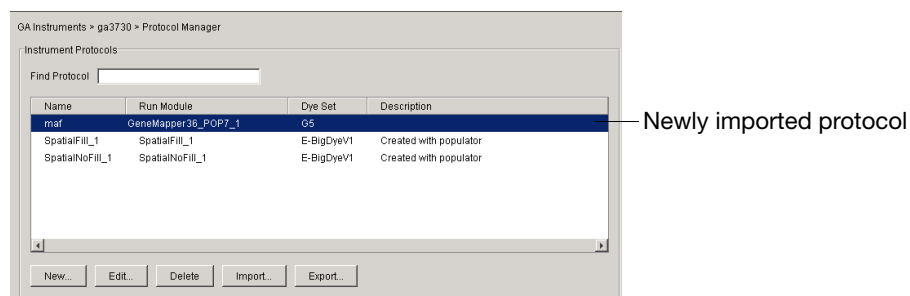 GA Instruments > ga3730 > Protocol Manager
Instrument Protocols
Find Protocol
Name Run Module Dye Set Description
maf GeneMapper36_POP7_1 G5
Newly imported protocol
SpatialFill_1 SpatialFill_1 E-BigDyeV1 Created with populator
SpatialNoFill_1 SpatialNoFill_1 E-BigDyeV1 Created with populator
New... Edit... Delete Import... Export...